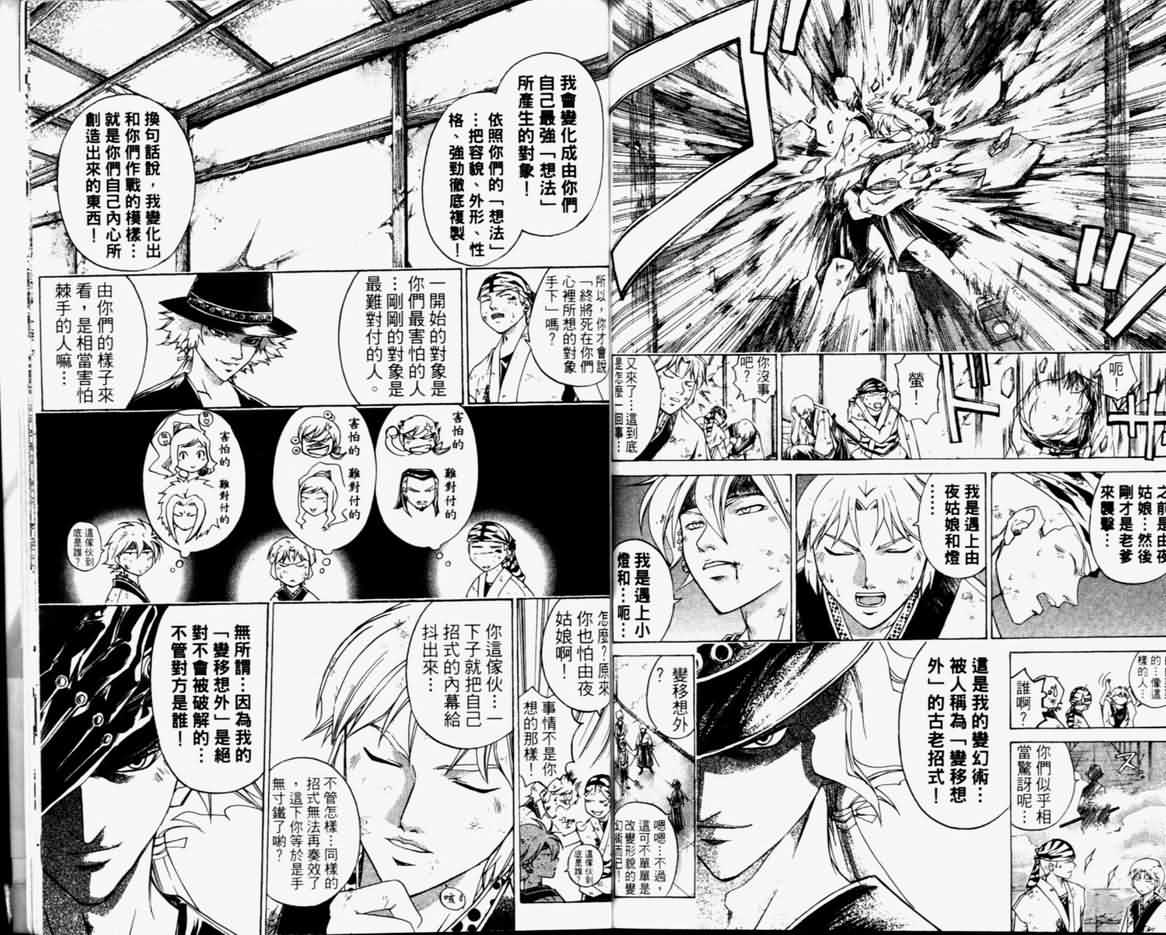 呃！
螢！
你沒事
吧？
又來了…這到底
是怎麼一回事…
之前是由夜
姑娘…然後
剛才是老爹
來襲擊…
我是遇上由
夜姑娘和燈
……
我是遇上小
燈和…呃…
的…像這
樣的人…
誰啊？
你們似乎相
當驚訝呢…
這是我的變幻術…
被人稱為「變移想
外」的古老招式！
變移想外
？
嗯嗯…不過，
這可不單單是
改變形貌的變
我會變化成由你們
自己最強「想法」
所產生的對象！
依照你們的「想法」
…把容貌、外形、性
格、強勁徹底複製！
換句話說，我變化出
和你們作戰的模樣…
就是你們自己內心所
創造出來的東西！
所以，你才會說
「終將死在你們
心裡所想的對象
手下」嗎？
一開始的對象是
你們最害怕的人
…剛剛的對象是
最難對付的人。
由你們的樣子來
看，是相當害怕
棘手的人嘛…
害怕的
難對付的
害怕的
難對付的
害怕的
難對付的
這傢伙到
底是誰？
怎麼？原來
你也怕由夜
姑娘啊！
事情不是你
想的那樣！
這傢伙到
底是誰！
你這傢伙…一
下子就把自己
招式的內幕給
抖出來…
咳！
不管怎樣…同樣的
招式無法再奏效了
，這下你等於是手
無寸鐵了喲？
無所謂…因為我的
「變移想外」是絕
對不會被破解的…
不管對方是誰！